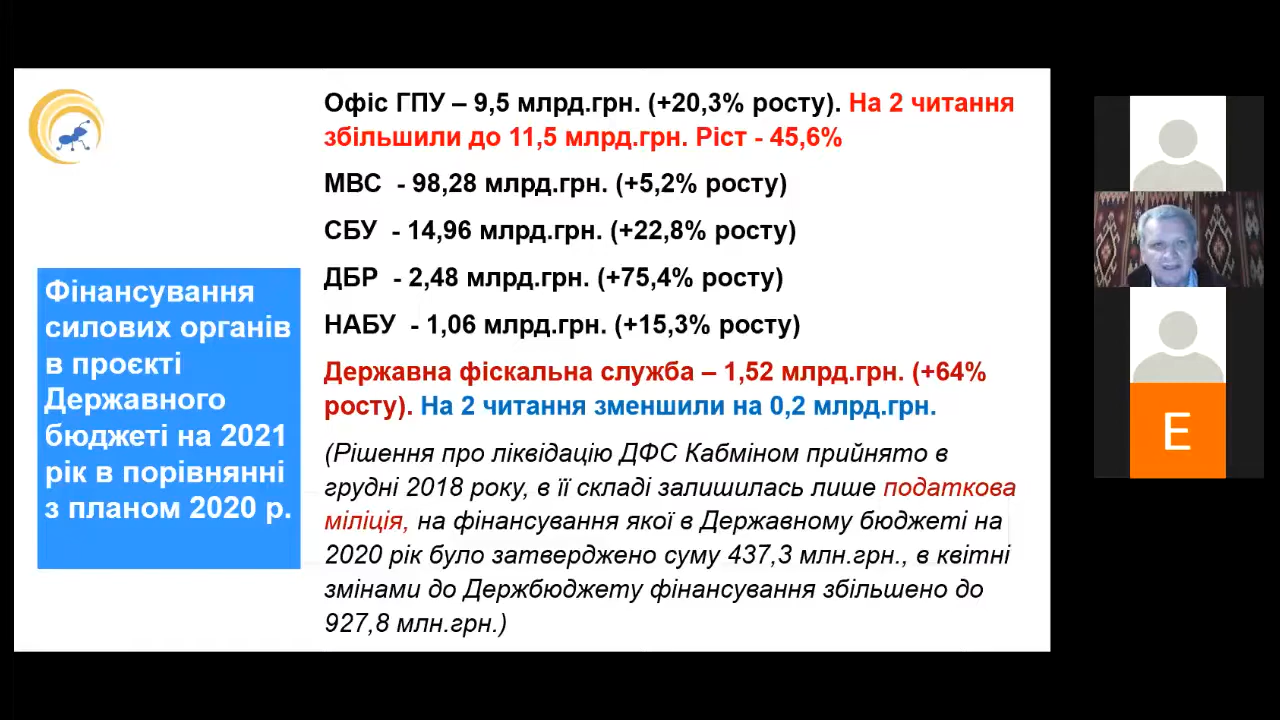 Офіс ГПУ – 9,5 млрд.грн. (+20,3% росту). На 2 читання
збільшили до 11,5 млрд.грн. Ріст - 45,6%
МВС - 98,28 млрд.грн. (+5,2% росту)
СБУ - 14,96 млрд.грн. (+22,8% росту)
ДБР - 2,48 млрд.грн. (+75,4% росту)
НАБУ - 1,06 млрд.грн. (+15,3% росту)
Державна фіскальна служба – 1,52 млрд.грн. (+64%
росту). На 2 читання зменшили на 0,2 млрд.грн.
(Рішення про ліквідацію ДФС Кабміном прийнято в
грудні 2018 року, в її складі залишилась лише податкова
міліція, на фінансування якої в Державному бюджеті на
2020 рік було затверджено суму 437,3 млн.грн., в квітні
змінами до Держбюджету фінансування збільшено до
927,8 млн.грн.)
Фінансування
силових органів
в проєкті
Державного
бюджеті на 2021
рік в порівнянні
з планом 2020 р.
E